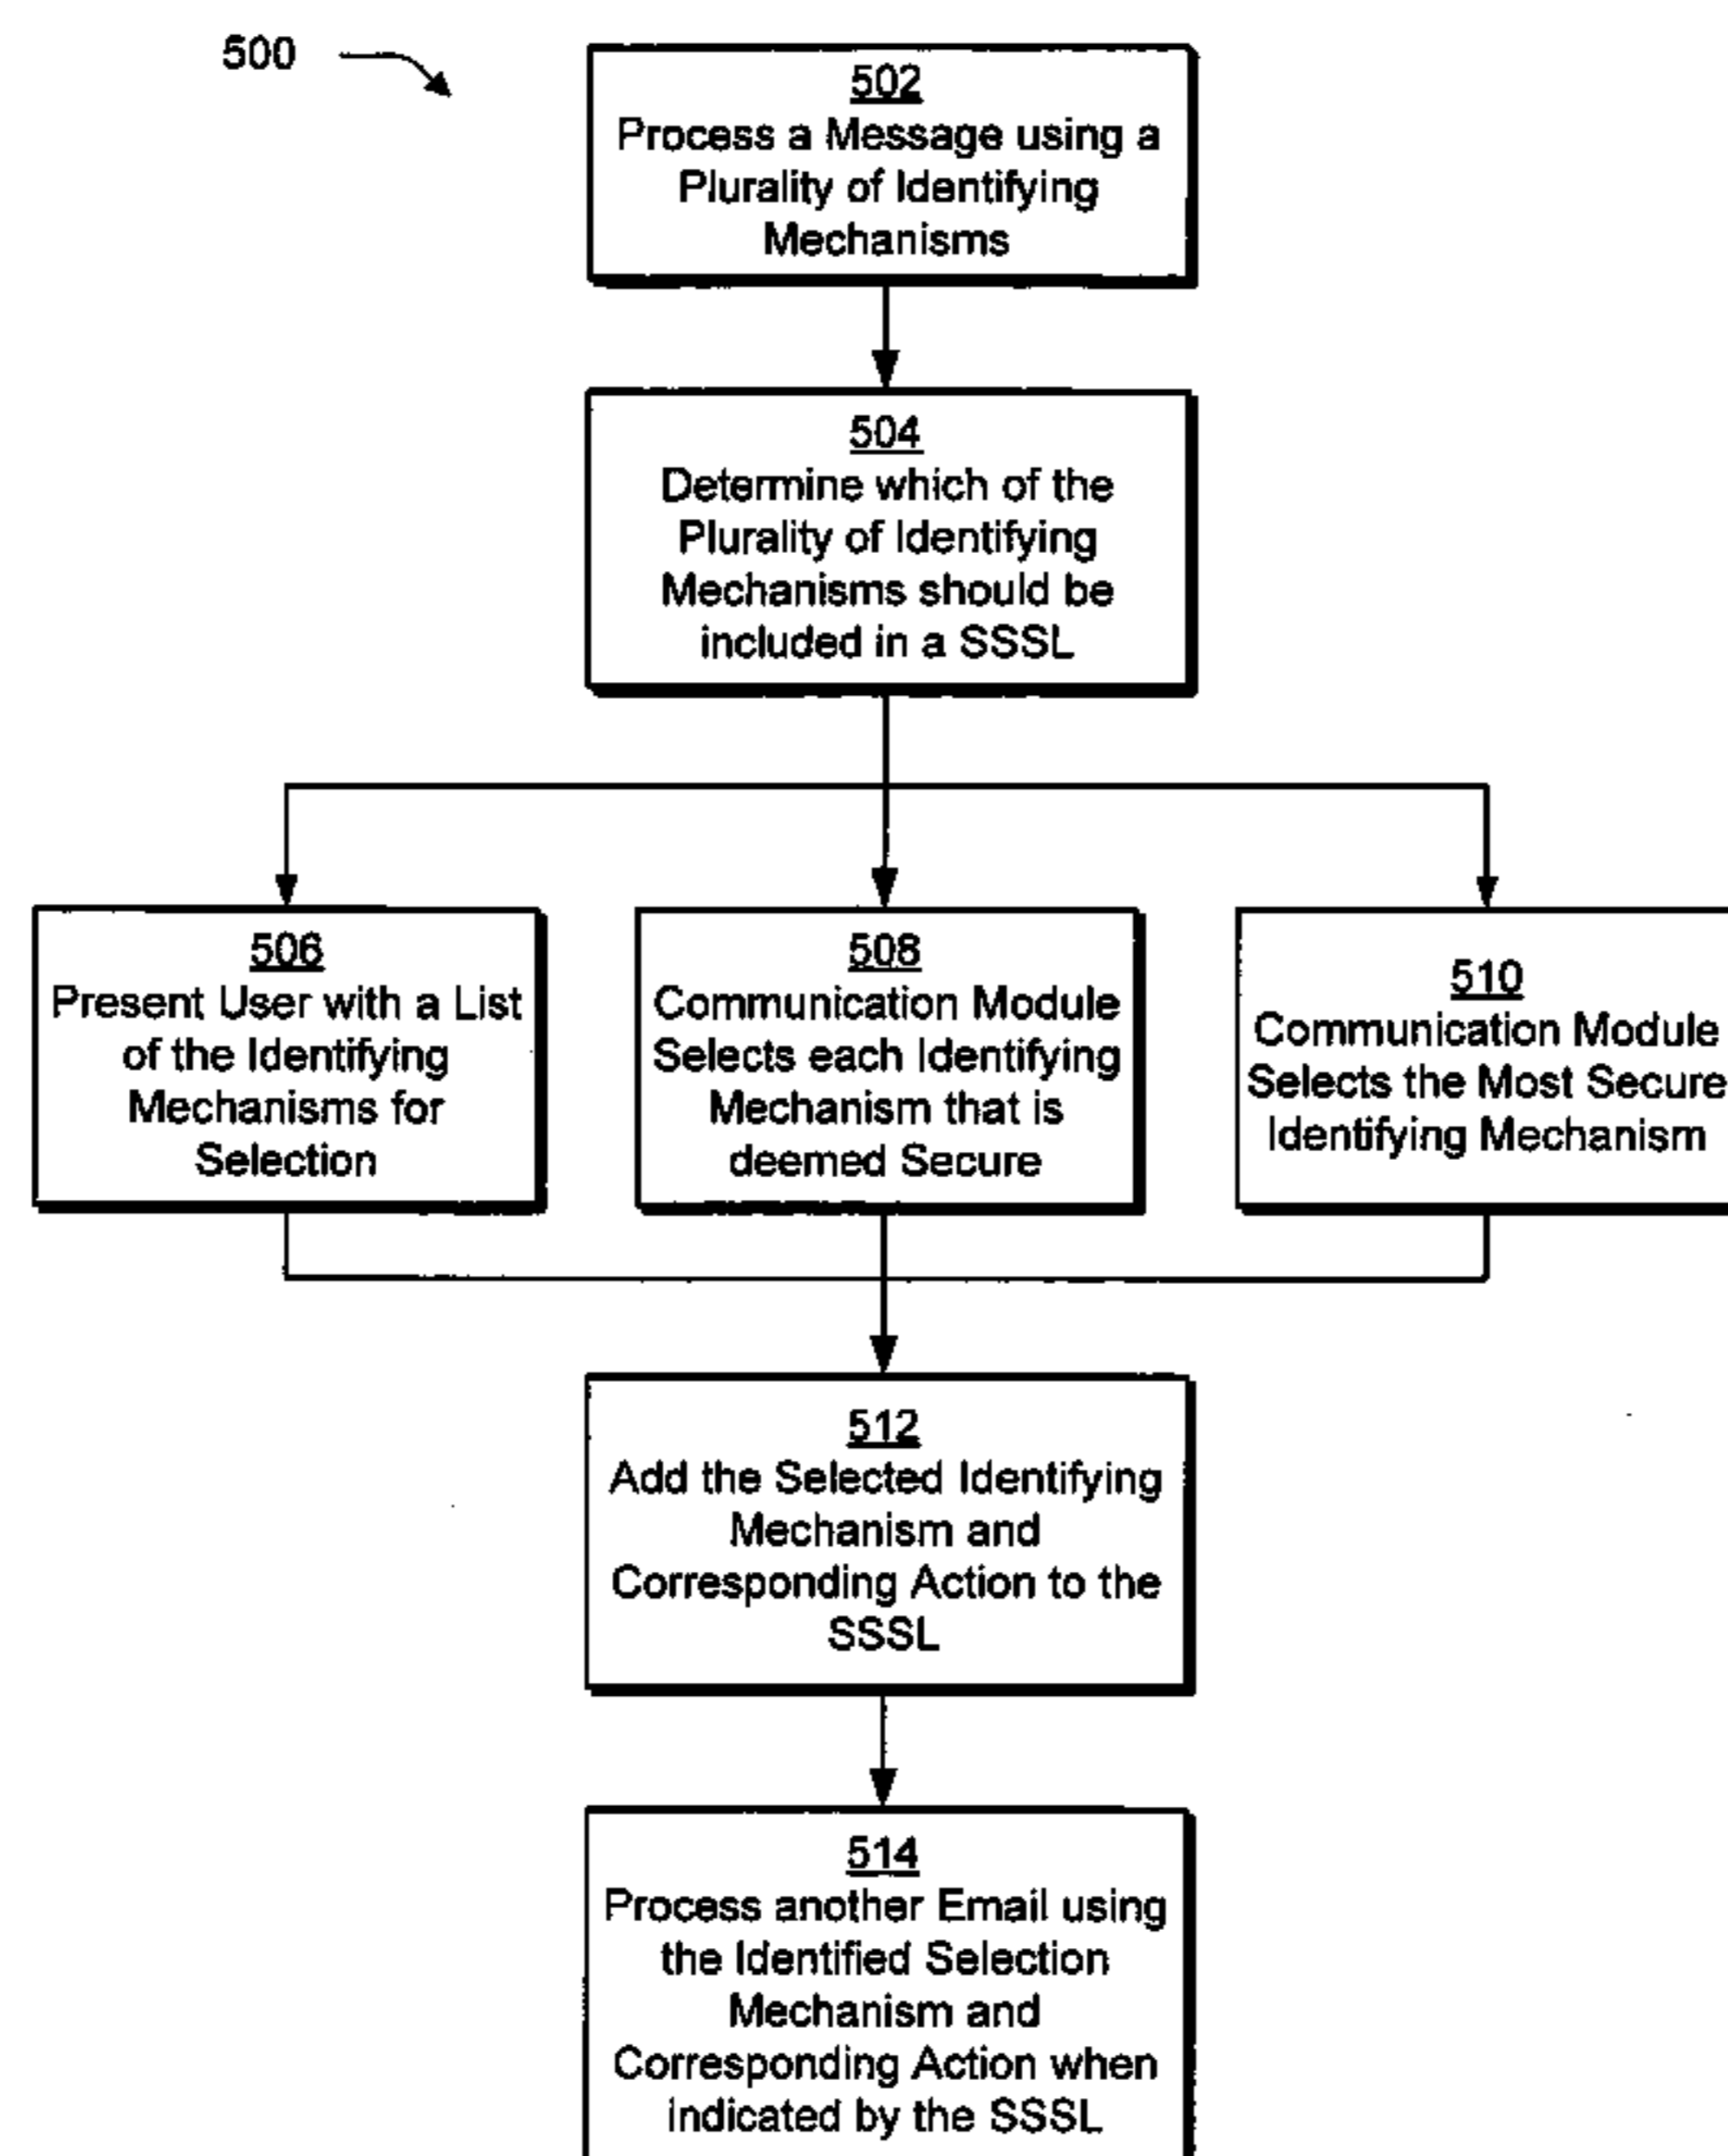 500
502
Process a Message using a
Plurality of Identifying
Mechanisms
504
Determine which of the
Plurality of Identifying
Mechanisms should be
included in a SSSL
506
Present User with a List
of the Identifying
Mechanisms for
Selection
508
Communication Module
Selects each Identifying
Mechanism that is
deemed Secure
510
Communication Module
Selects the Most Secure
Identifying Mechanism
512
Add the Selected Identifying
Mechanism and
Corresponding Action to the
SSSL
514
Process another Email using
the Identified Selection
Mechanism and
Corresponding Action when
indicated by the SSSL